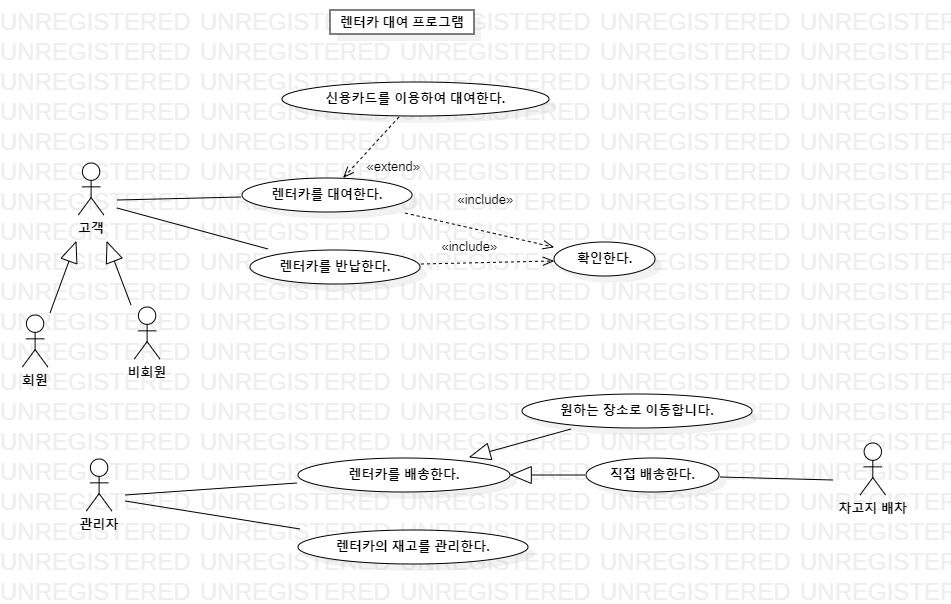 렌터카 대여 프로그램
신용카드를 이용하여 대여한다.
«extend»
렌터카를 대여한다.
«include»
고객
«include»
렌터카를 반납한다.
확인한다.
회원
비회원
원하는 장소로 이동합니다.
렌터카를 배송한다.
직접 배송한다.
차고지 배차
관리자
렌터카의 재고를 관리한다.
UNREGISTERED